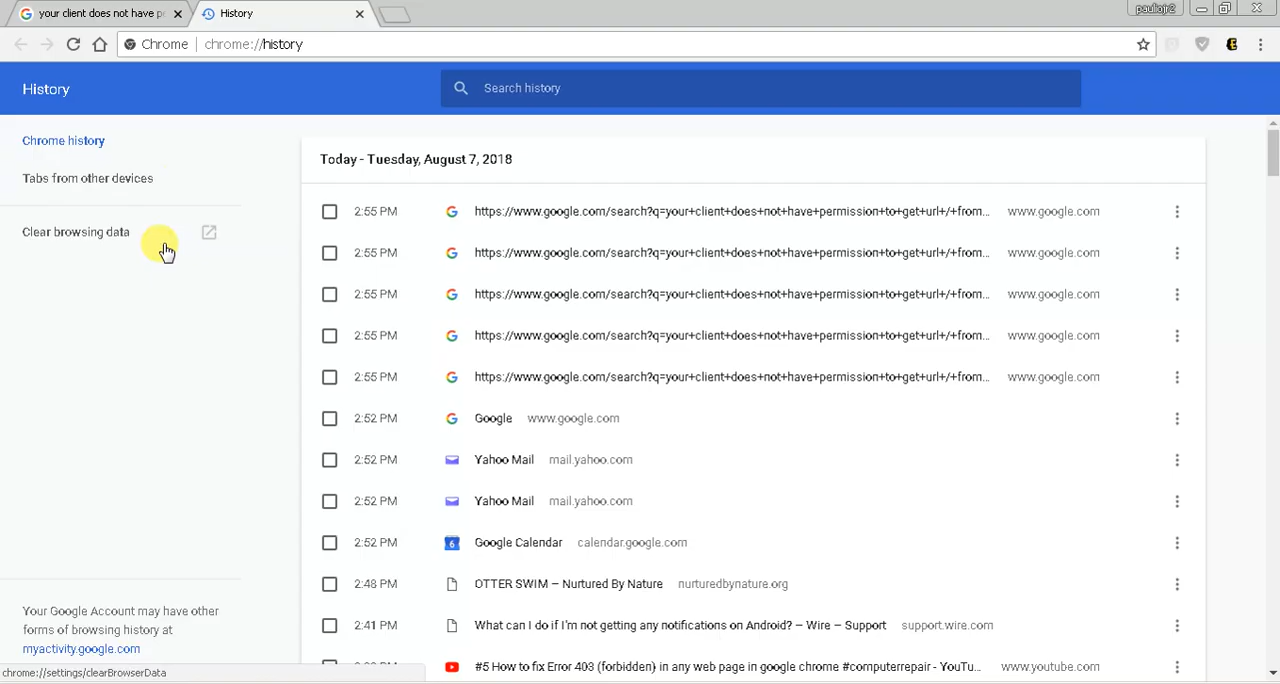 your client does not have pe
History
paullajr2
Chrome
chrome://history
History
Search history
Chrome history
Tabs from other devices
Clear browsing data
Today - Tuesday, August 7, 2018
2:55 PM https://www.google.com/search?q=your+client+does+not+have+permission+to+get+url+/+from... www.google.com
2:55 PM https://www.google.com/search?q=your+client+does+not+have+permission+to+get+url+/+from... www.google.com
2:55 PM https://www.google.com/search?q=your+client+does+not+have+permission+to+get+url+/+from... www.google.com
2:55 PM https://www.google.com/search?q=your+client+does+not+have+permission+to+get+url+/+from... www.google.com
2:55 PM https://www.google.com/search?q=your+client+does+not+have+permission+to+get+url+/+from... www.google.com
2:52 PM Google www.google.com
2:52 PM Yahoo Mail mail.yahoo.com
2:52 PM Yahoo Mail mail.yahoo.com
2:52 PM 6 Google Calendar calendar.google.com
2:48 PM OTTER SWIM – Nurtured By Nature nurturedbynature.org
2:41 PM What can I do if I'm not getting any notifications on Android? – Wire – Support support.wire.com
#5 How to fix Error 403 (forbidden) in any web page in google chrome #computerrepair - YouTu... www.youtube.com
Your Google Account may have other
forms of browsing history at
myactivity.google.com
chrome://settings/clearBrowserData